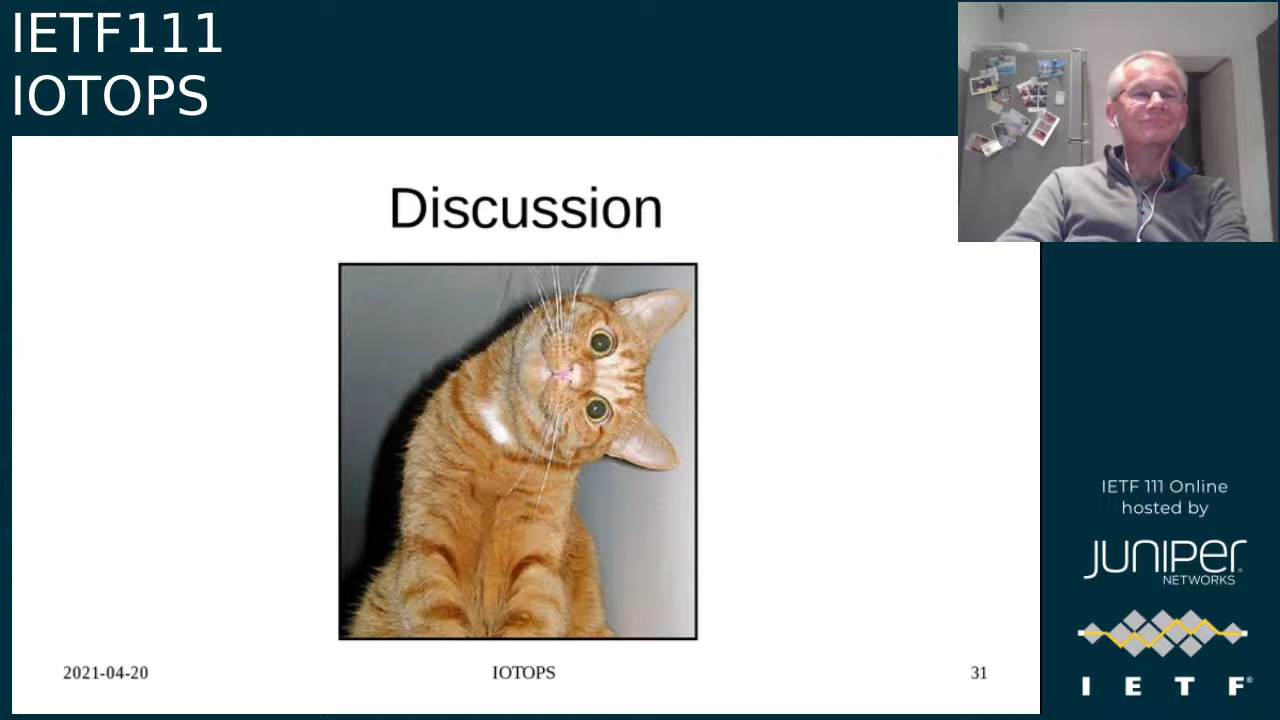 IETF111
IOTOPS
Discussion
2021-04-20
IOTOPS
31
IETF 111 Online
hosted by
JUNIPER
NETWORKS
I E T F®